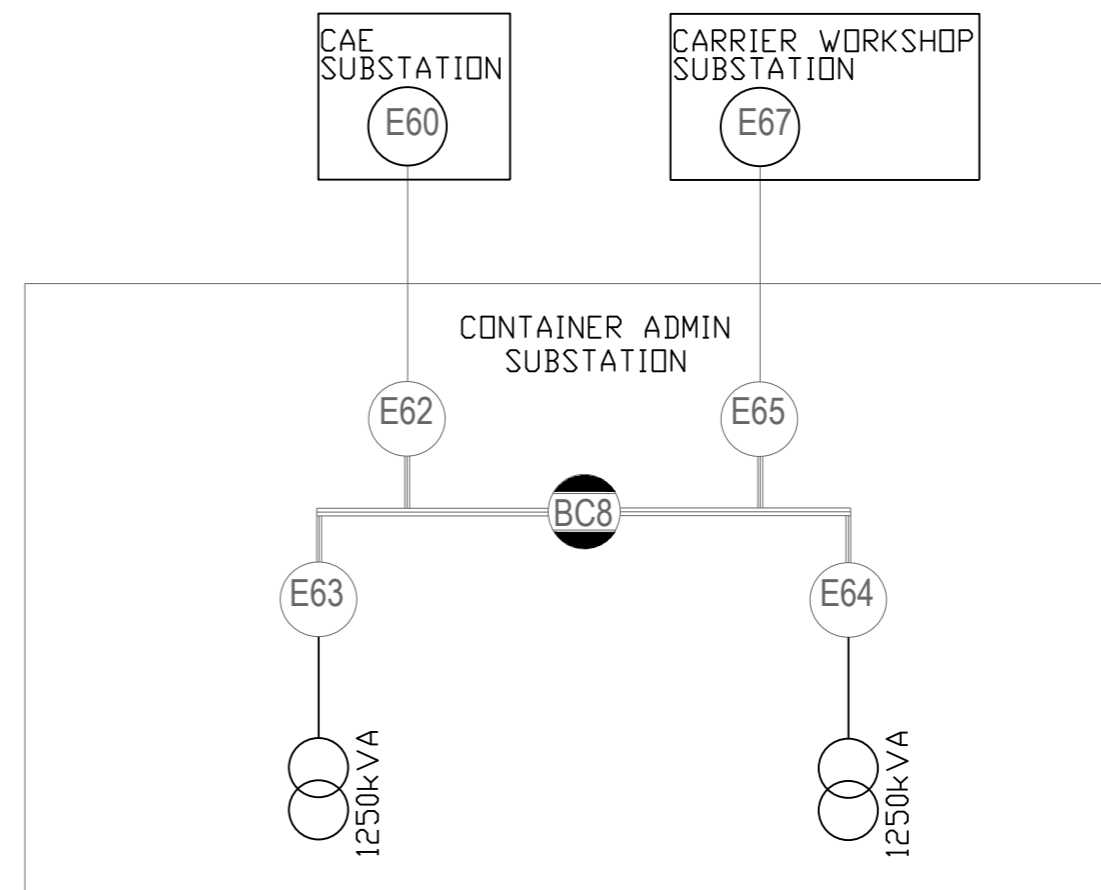 CAE
SUBSTATION
E60
CARRIER WORKSHOP
SUBSTATION
E67
CONTAINER ADMIN
SUBSTATION
E62
E65
BC8
E63
E64
1250kVA
1250kVA